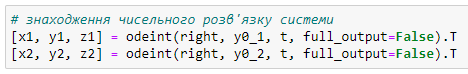 # знаходження чисельного розв'язку системи
[x1, y1, z1] = odeint(right, y0_1, t, full_output=False).T
[x2, y2, z2] = odeint(right, y0_2, t, full_output=False).T